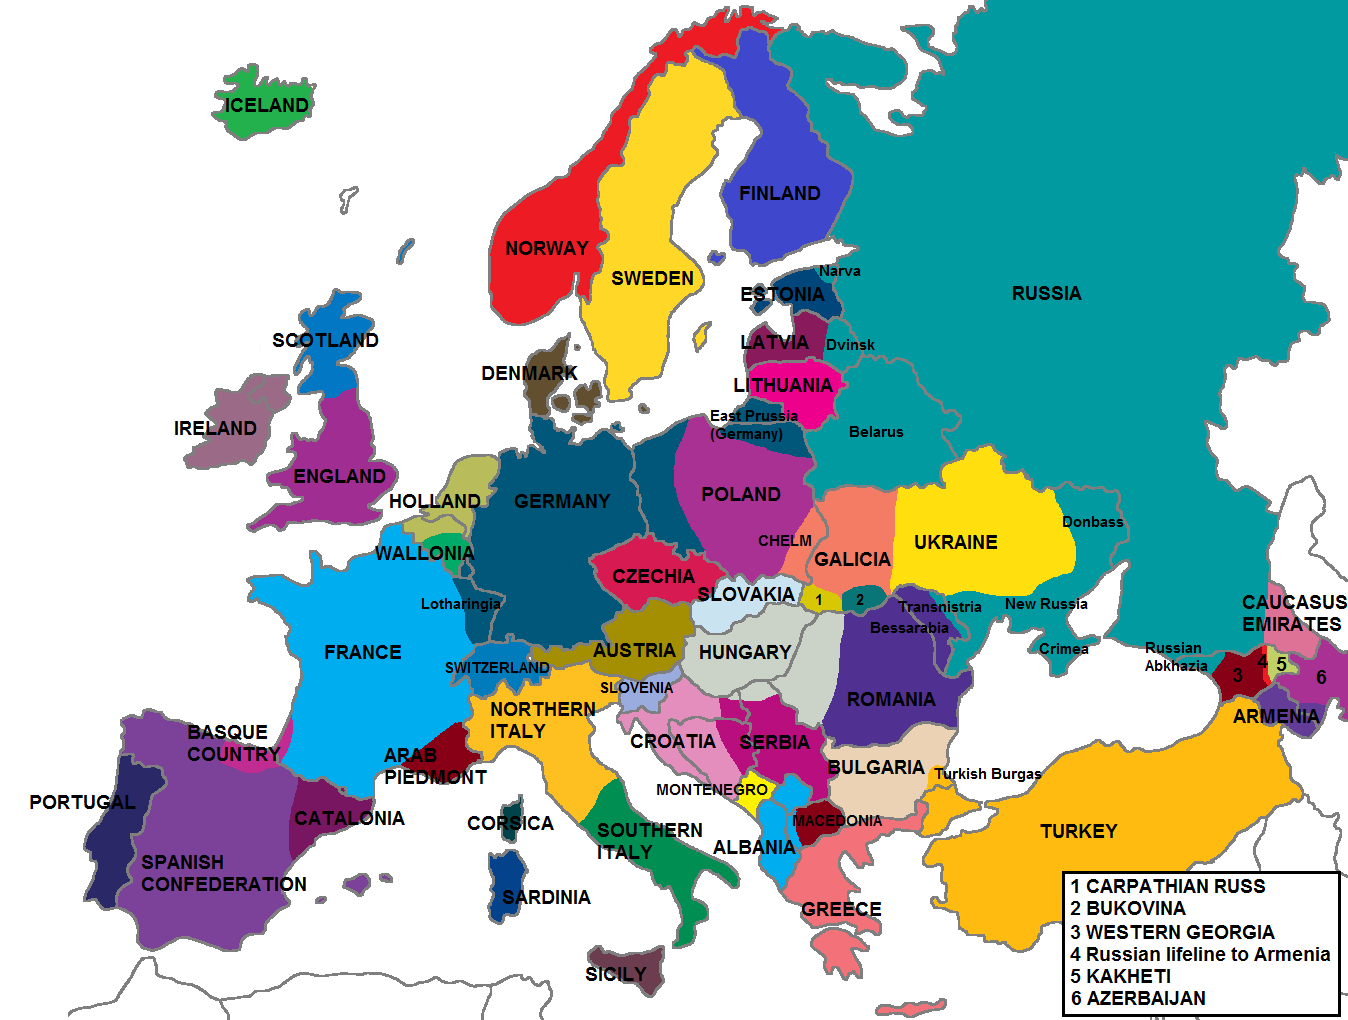 ICELAND
NORWAY
SWEDEN
FINLAND
RUSSIA
Narva
ESTONIA
SCOTLAND
LATVIA
Dvinsk
DENMARK
LITHUANIA
East Prussia
(Germany)
Belarus
IRELAND
ENGLAND
HOLLAND
GERMANY
POLAND
Donbass
CHELM
GALICIA
UKRAINE
WALLONIA
CZECHIA
SLOVAKIA
1
2
Lotharingia
Transnistria
New Russia
Bessarabia
CAUCASUS
EMIRATES
FRANCE
SWITZERLAND
AUSTRIA
HUNGARY
Crimea
Russian
Abkhazia
3
4
5
6
SLOVENIA
ROMANIA
NORTHERN
ITALY
ARMENIA
BASQUE
COUNTRY
CROATIA
SERBIA
ARAB
PIEDMONT
BULGARIA
Turkish Burgas
MONTENEGRO
PORTUGAL
CATALONIA
CORSICA
SOUTHERN
ITALY
MACEDONIA
ALBANIA
TURKEY
SPANISH
CONFEDERATION
SARDINIA
GREECE
SICILY
1 CARPATHIAN RUSS
2 BUKOVINA
3 WESTERN GEORGIA
4 Russian lifeline to Armenia
5 KAKHETI
6 AZERBAIJAN